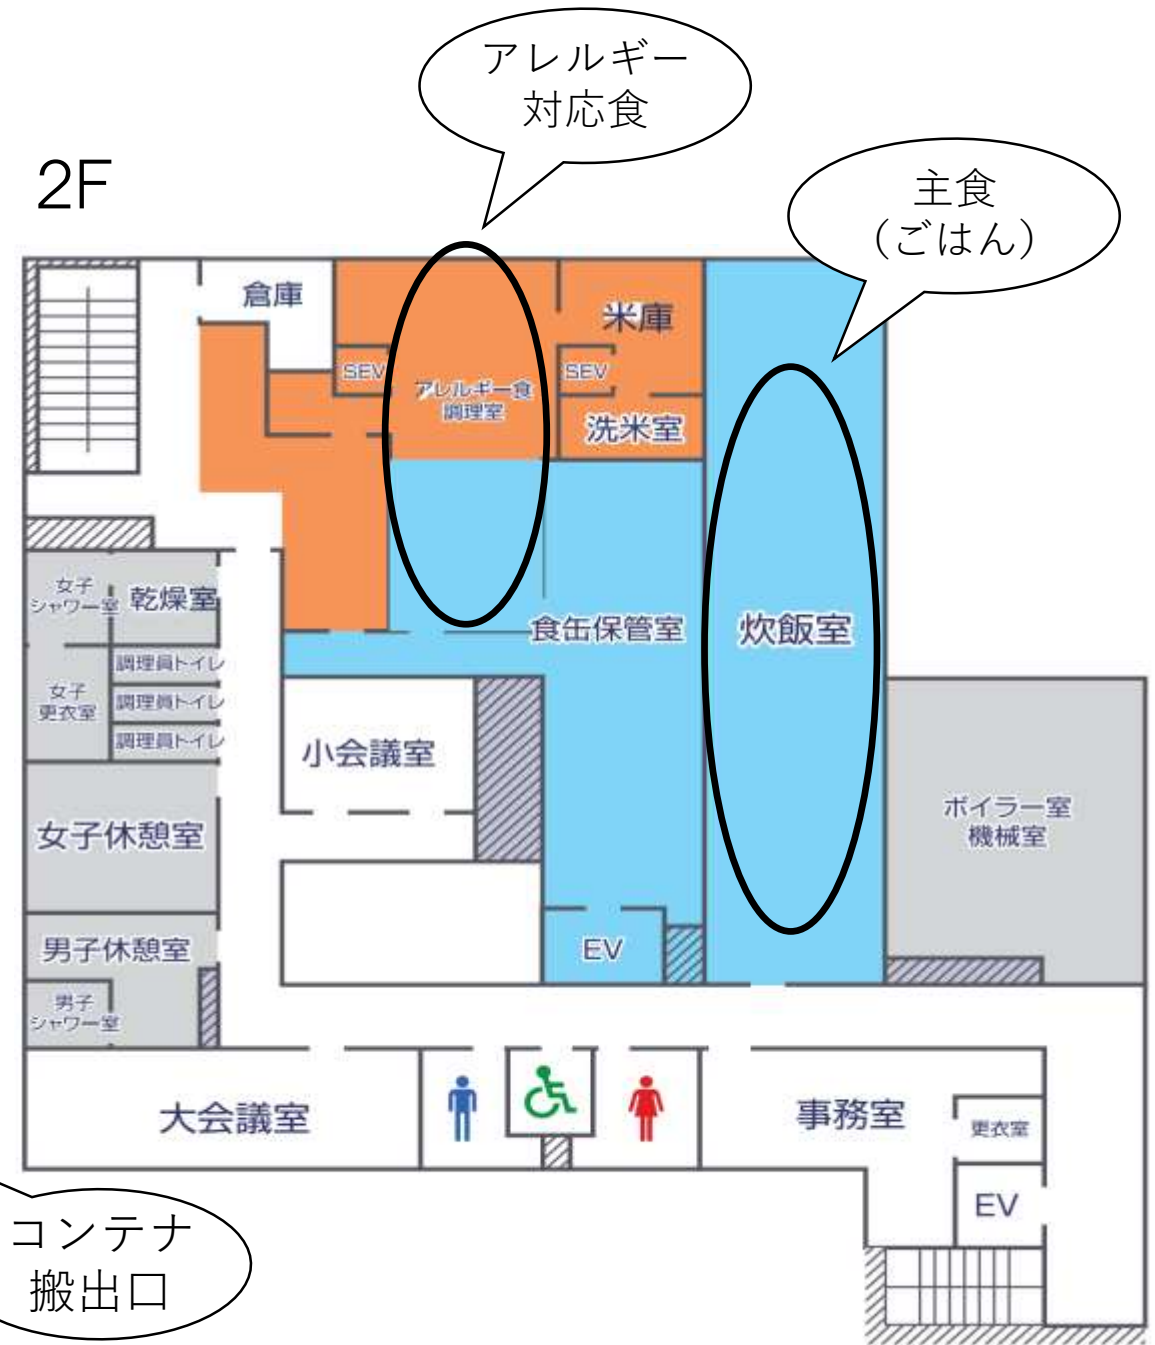 アレルギー
対応食
2F
主食
（ごはん）
倉庫
米庫
SEV
SEV
アレルギー食
調理室
洗米室
女子
シャワー室
乾燥室
食缶保管室
炊飯室
調理員トイレ
女子
更衣室
調理員トイレ
調理員トイレ
小会議室
ボイラー室
機械室
女子休憩室
男子休憩室
EV
男子
シャワー室
大会議室
事務室
更衣室
EV
コンテナ
搬出口